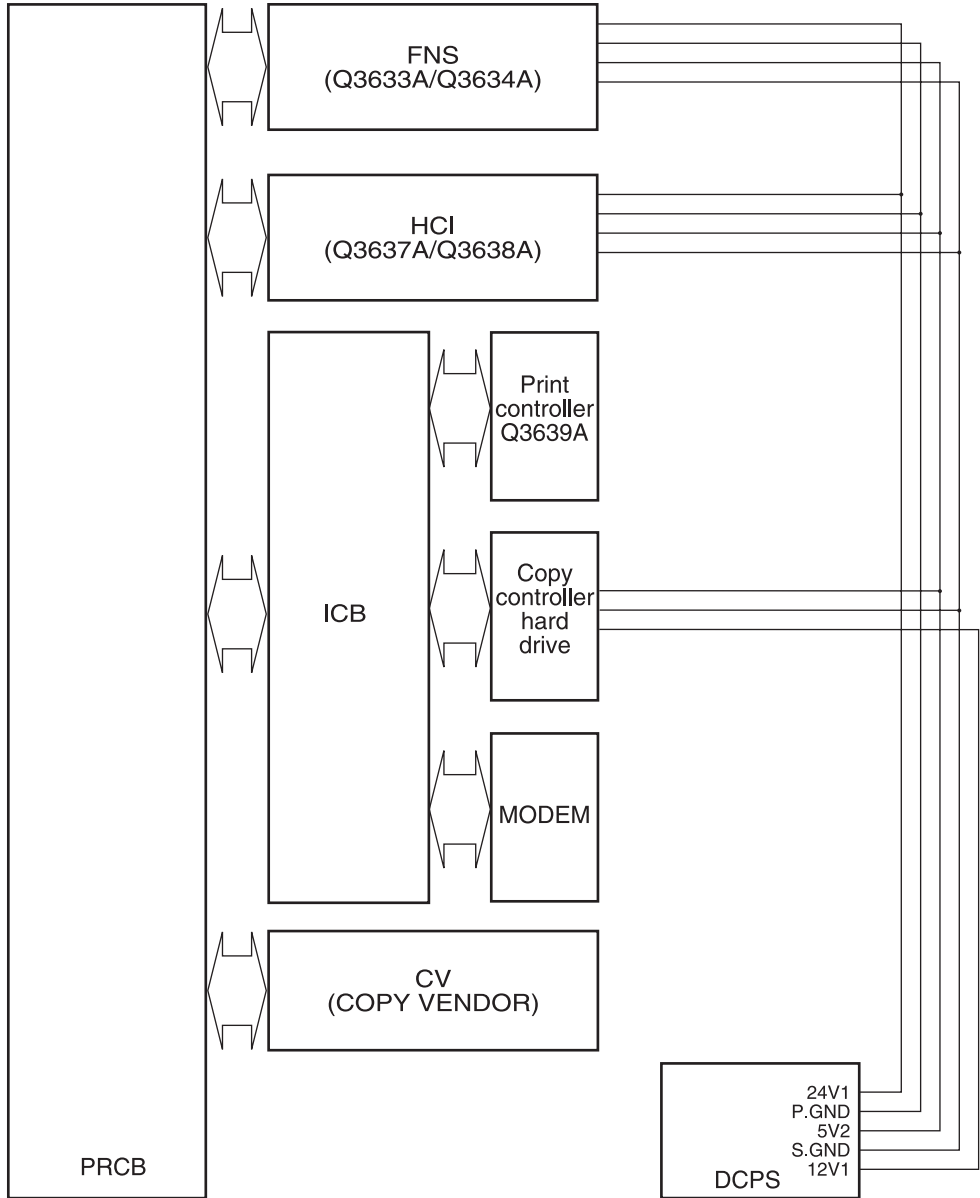 FNS
(Q3633A/Q3634A)
HCI
(Q3637A/Q3638A)
Print
controller
Q3639A
ICB
Copy
controller
hard
drive
MODEM
CV
(COPY VENDOR)
PRCB
24V1
P.GND
5V2
S.GND
12V1
DCPS